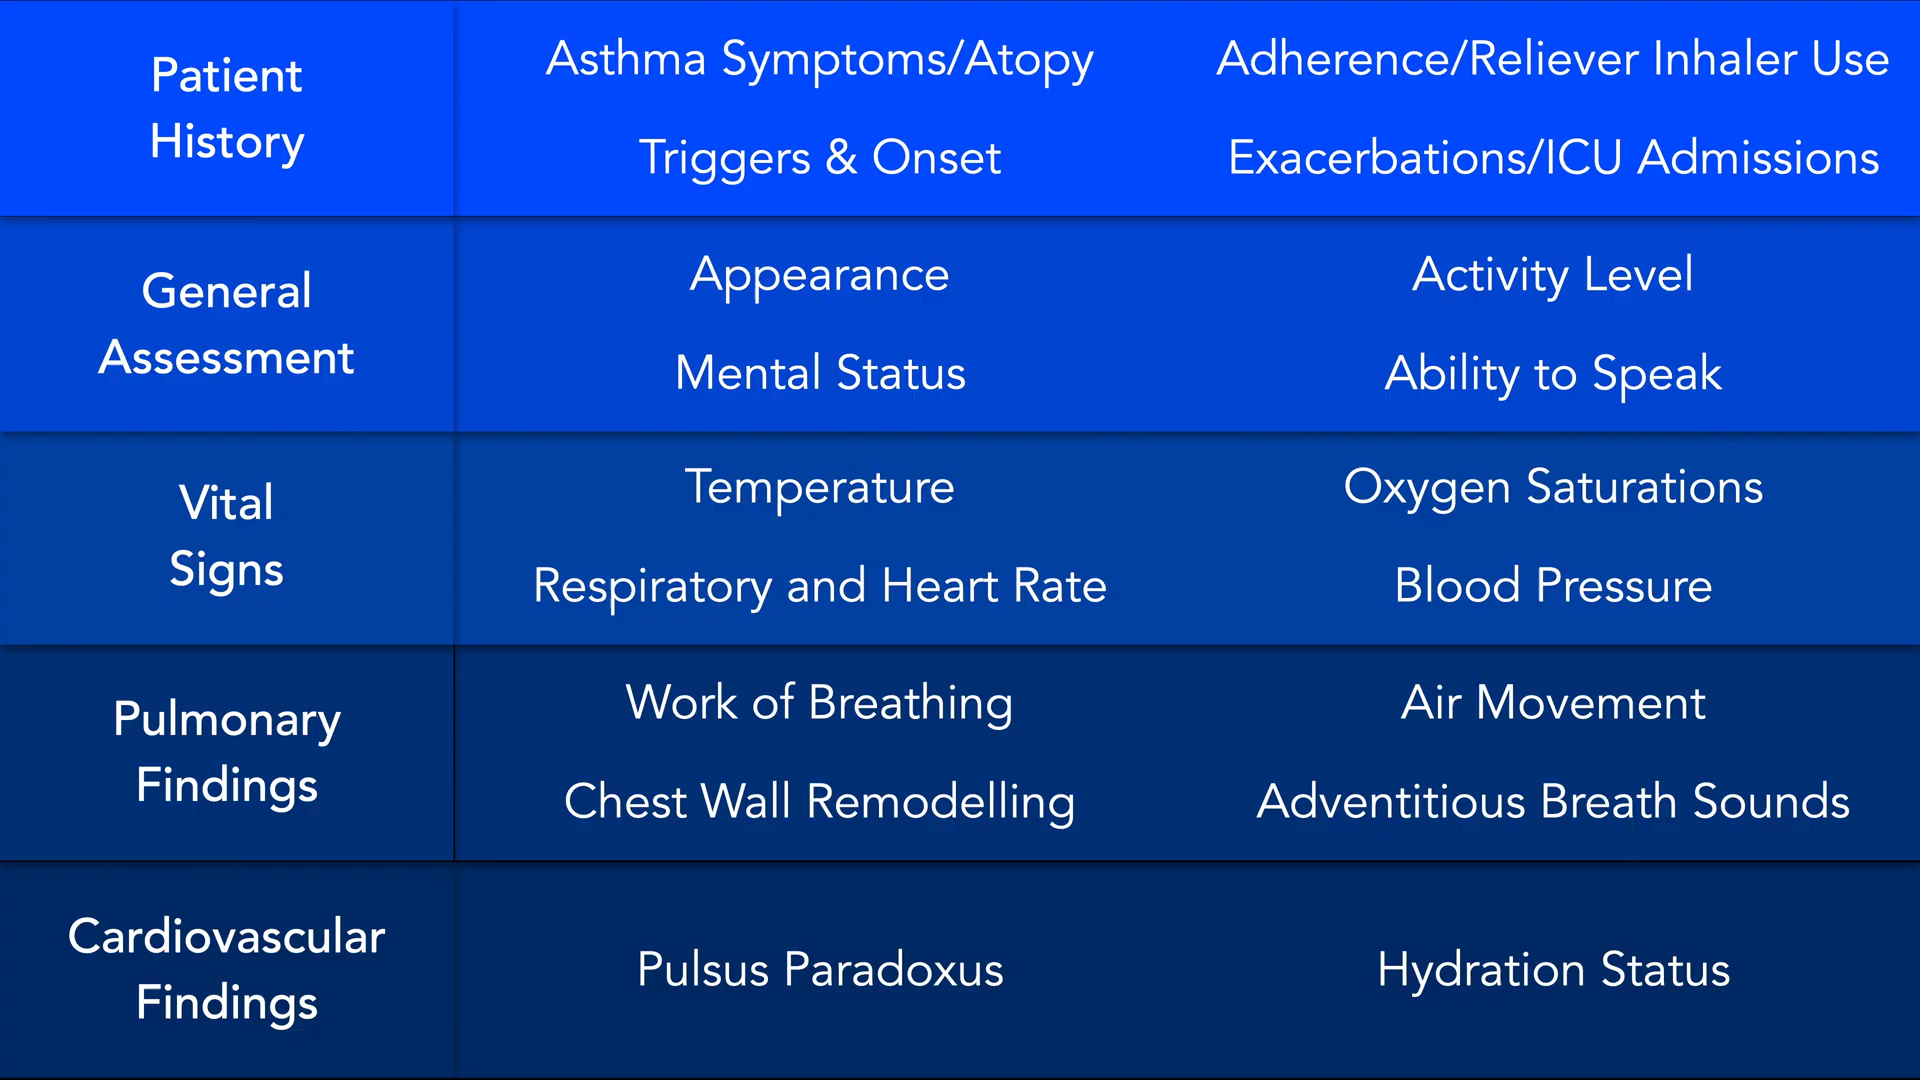 Patient
History
Asthma Symptoms/Atopy
Adherence/Reliever Inhaler Use
Triggers & Onset
Exacerbations/ICU Admissions
General
Assessment
Appearance
Activity Level
Mental Status
Ability to Speak
Vital
Signs
Temperature
Oxygen Saturations
Respiratory and Heart Rate
Blood Pressure
Pulmonary
Findings
Work of Breathing
Air Movement
Chest Wall Remodelling
Adventitious Breath Sounds
Cardiovascular
Findings
Pulsus Paradoxus
Hydration Status